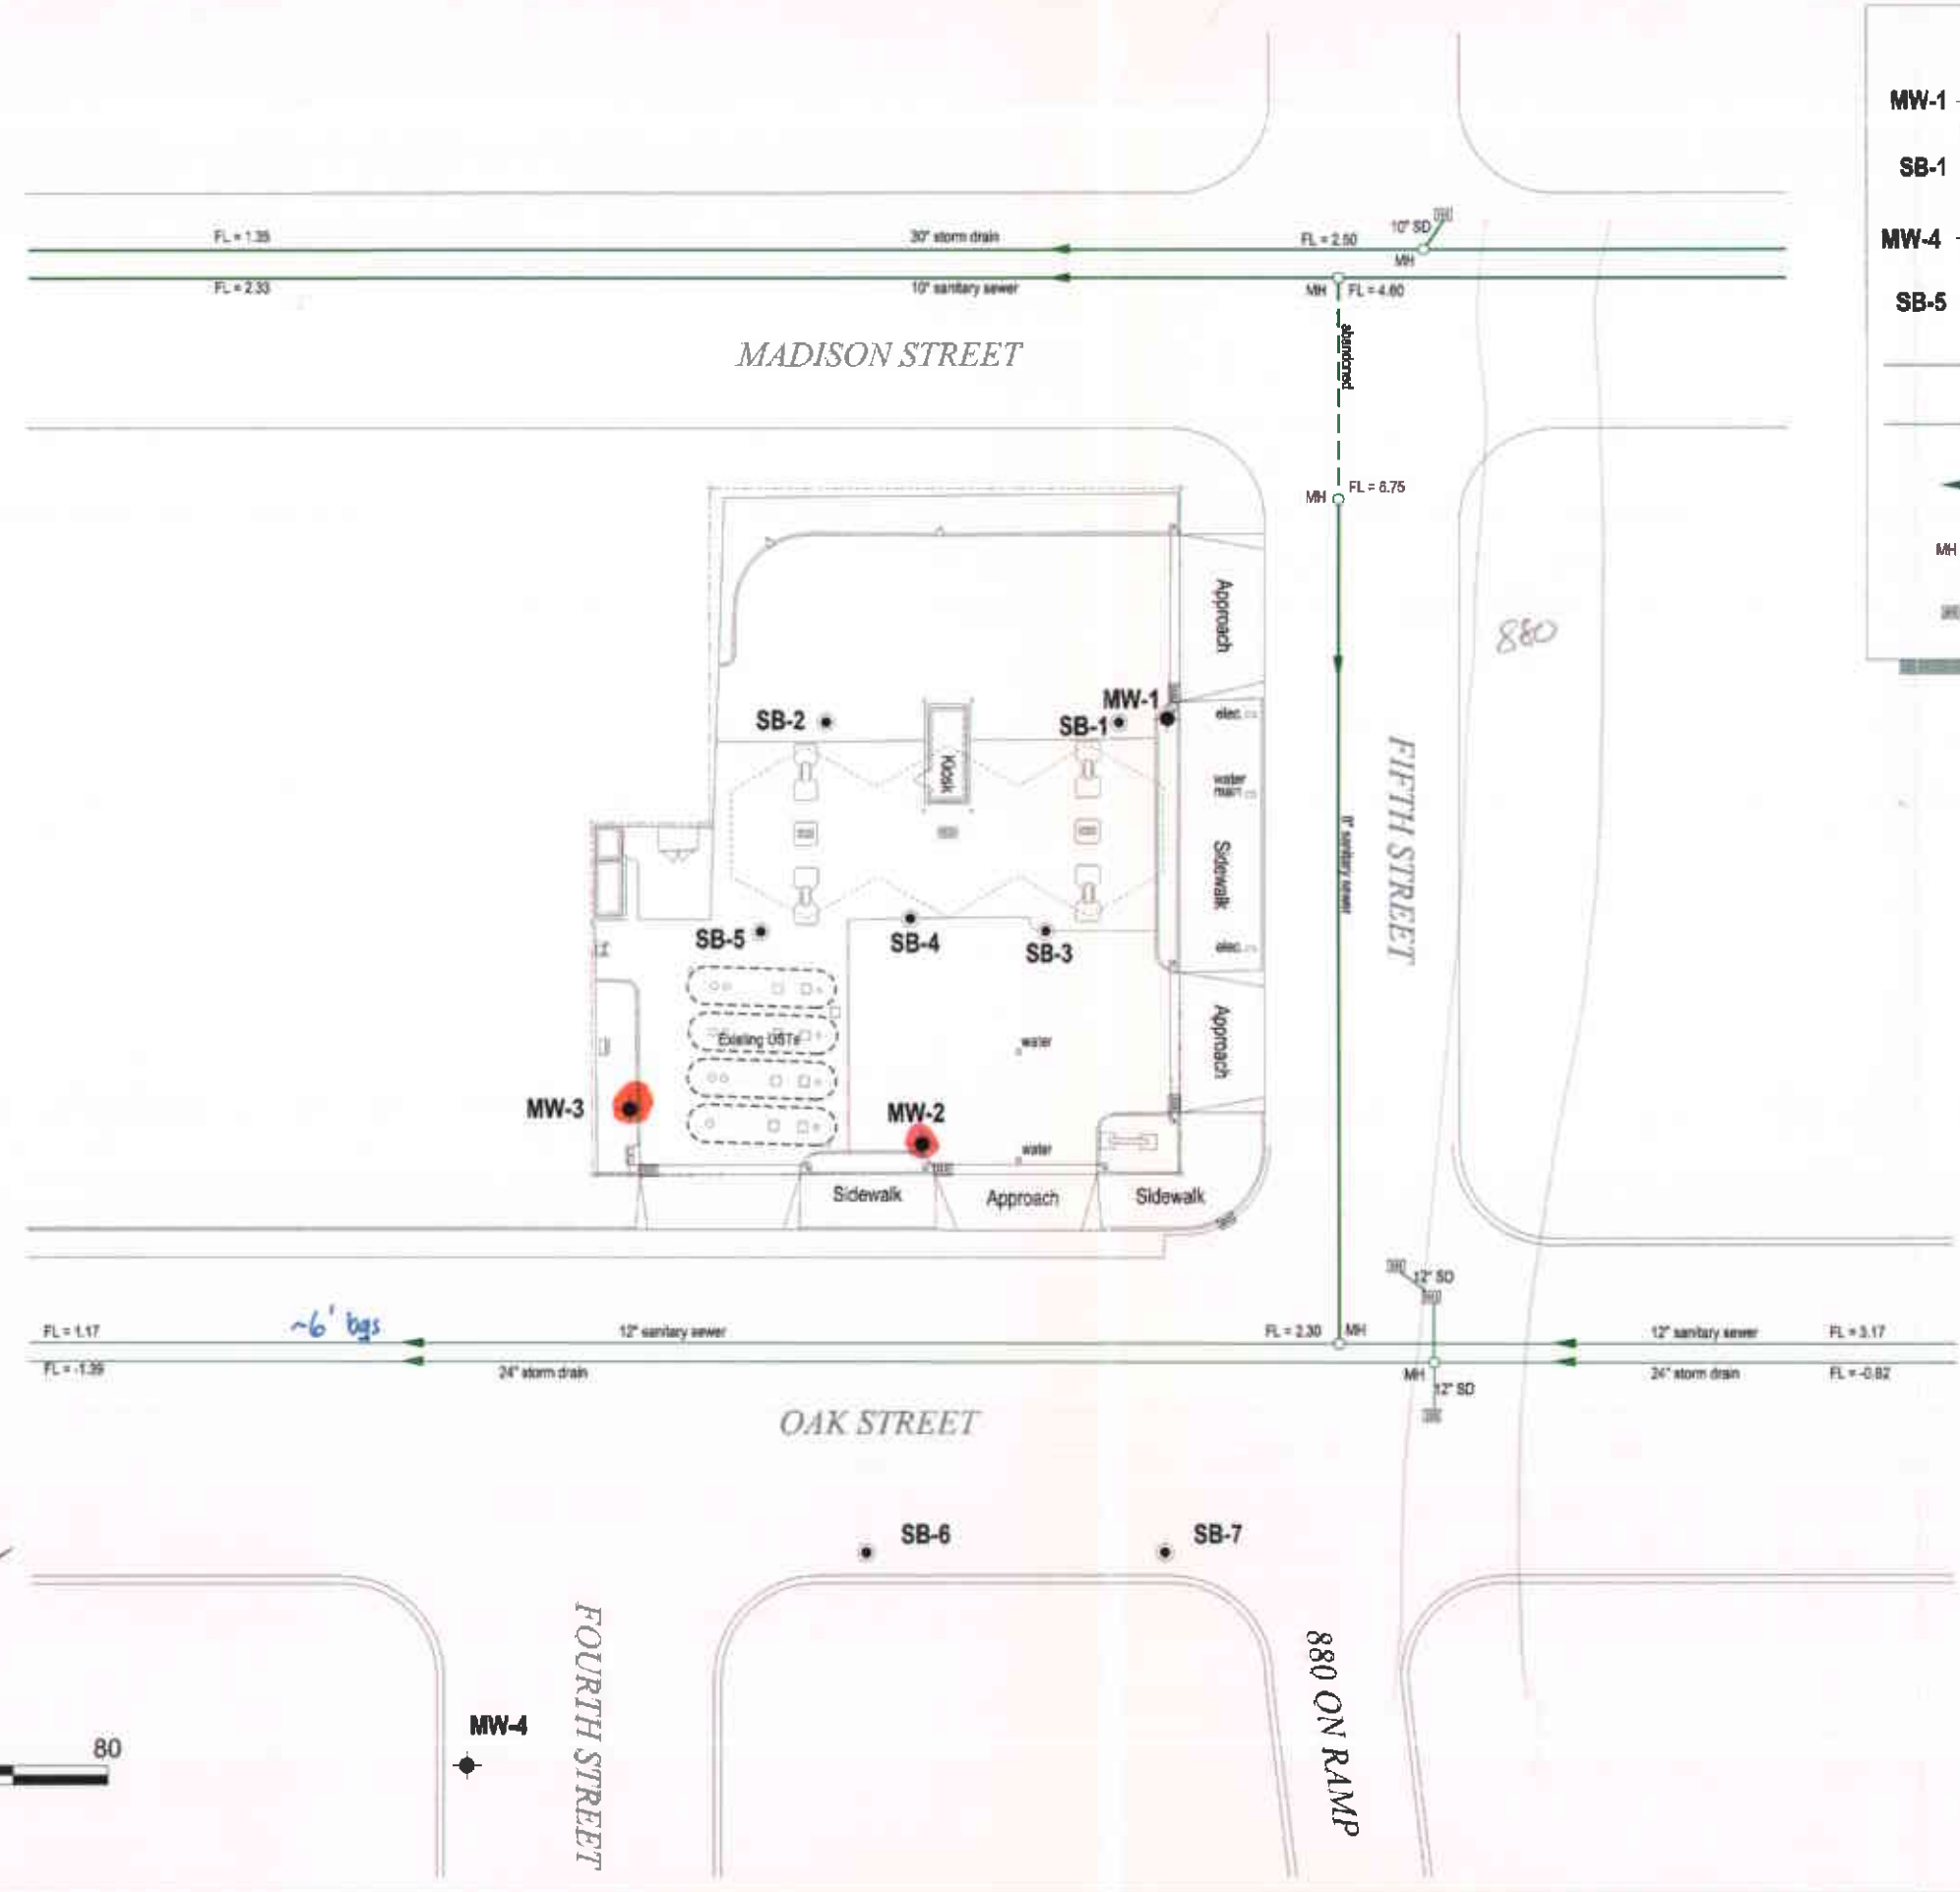 MW-1
SB-1
MW-4
SB-5
MH
10" SD
FL = 1.35
30" storm drain
FL = 2.50
MH
FL = 2.33
10" sanitary sewer
MH
FL = 4.60
abandoned
MADISON STREET
MH
FL = 6.75
Approach
880
MW-1
SB-2
SB-1
elec.
Kiosk
water
main
FIFTH STREET
8" sanitary sewer
Sidewalk
SB-5
SB-4
SB-3
elec.
Existing USTs
water
Approach
MW-3
MW-2
water
Sidewalk
Approach
Sidewalk
12" SD
~6' bgs
FL = 1.17
12" sanitary sewer
FL = 2.30
MH
12" sanitary sewer
FL = 3.17
FL = -1.39
24" storm drain
MH
24" storm drain
FL = -0.82
12" SD
OAK STREET
SB-6
SB-7
FOURTH STREET
880 ON RAMP
MW-4
80